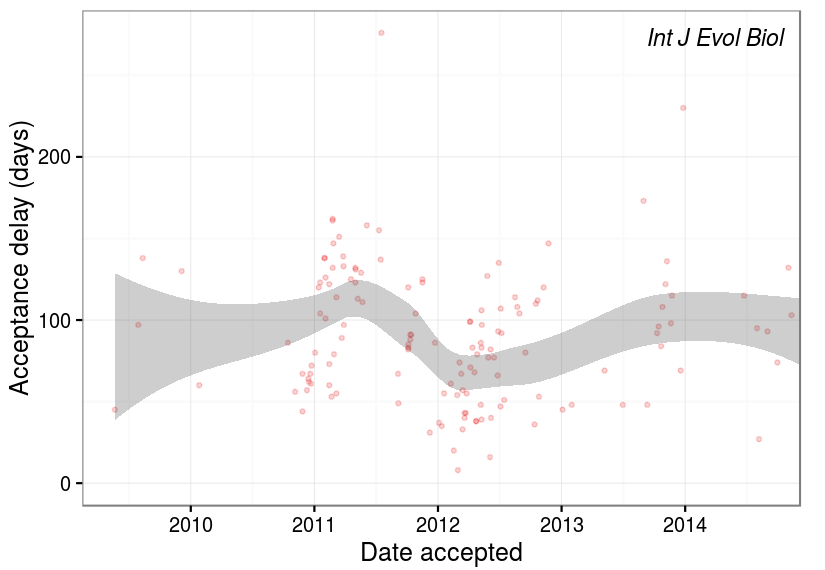 Int J Evol Biol
Acceptance delay (days)
200
100
0
2010 2011 2012 2013 2014
Date accepted